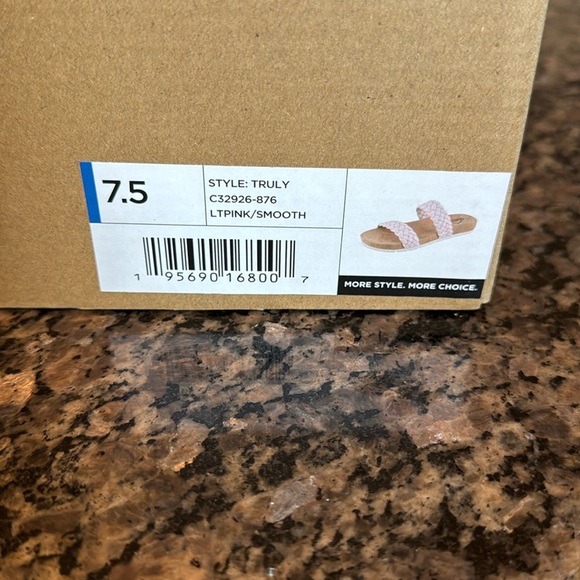 7.5
STYLE: TRULY
C32926-876
LTPINK/SMOOTH
1 95690 16800 7
MORE STYLE. MORE CHOICE.